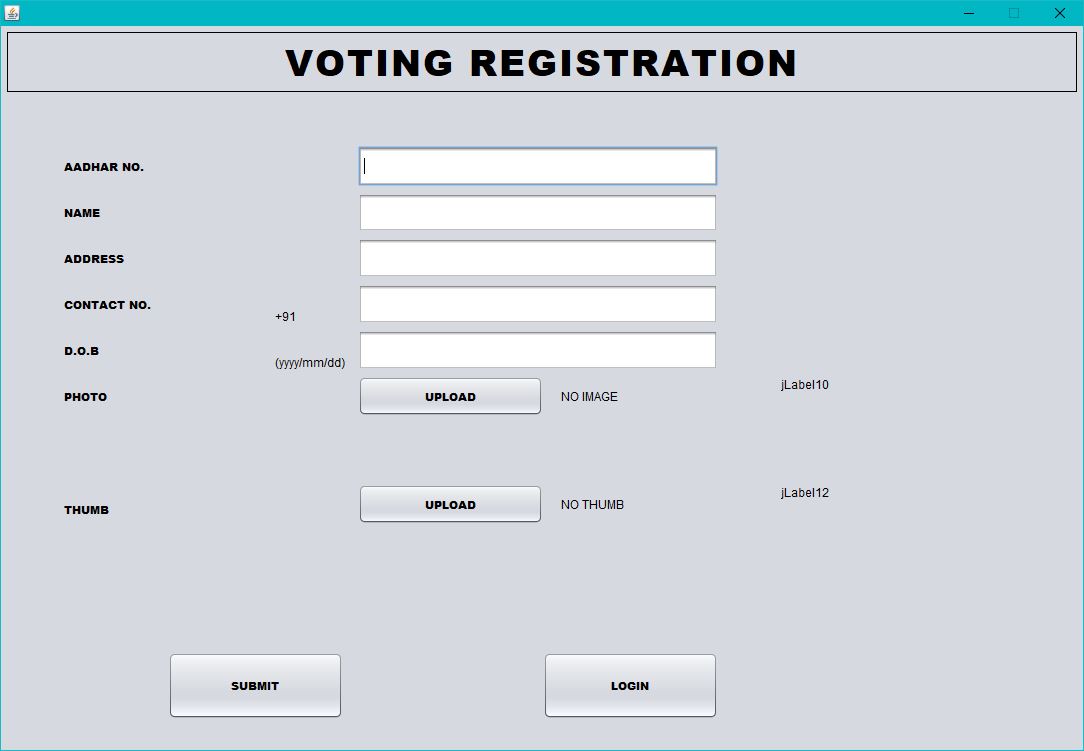 VOTING REGISTRATION
AADHAR NO.
NAME
ADDRESS
CONTACT NO.
+91
D.O.B
(yyyy/mm/dd)
PHOTO
UPLOAD
NO IMAGE
jLabel10
THUMB
UPLOAD
NO THUMB
jLabel12
SUBMIT
LOGIN